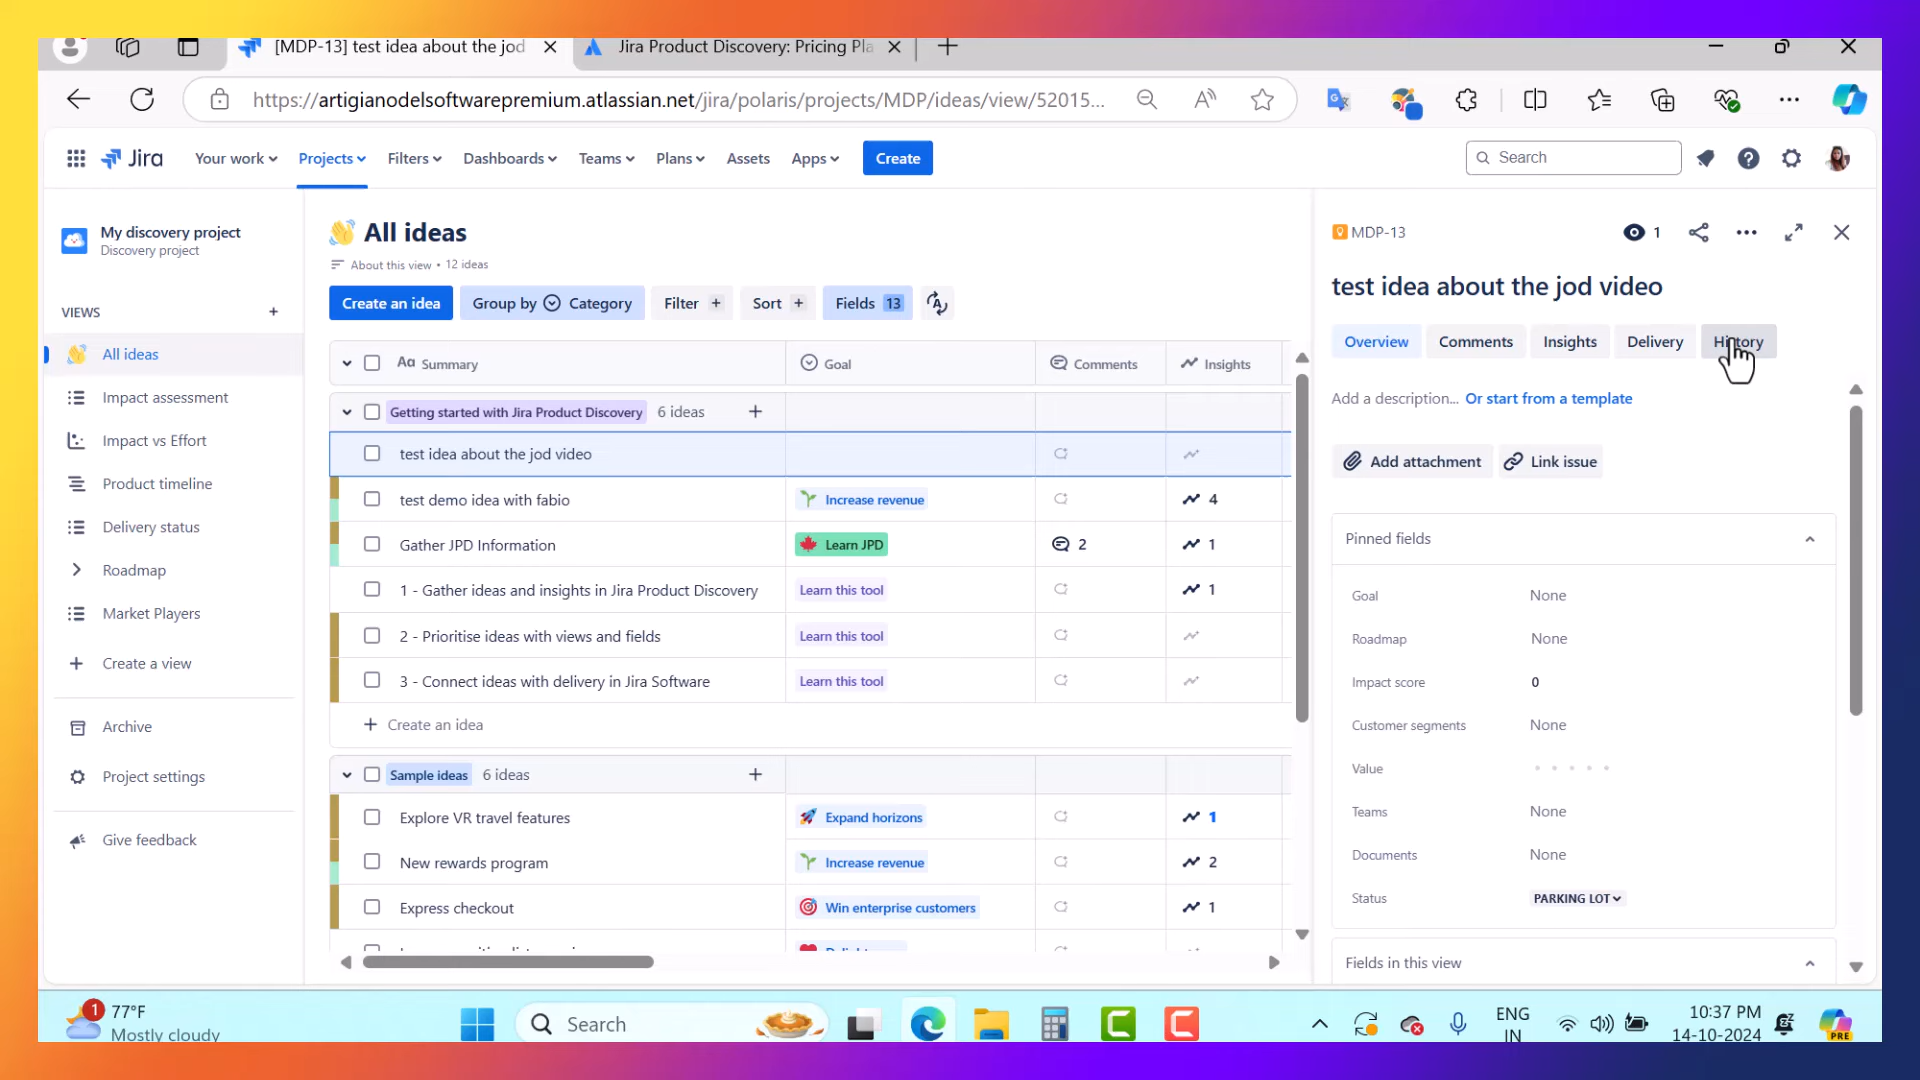 [MDP-13] test idea about the jod
Jira Product Discovery: Pricing Pla
https://artigianodelsoftwarepremium.atlassian.net/jira/polaris/projects/MDP/ideas/view/52015...
Jira
Your work
Projects
Filters
Dashboards
Teams
Plans
Assets
Apps
Create
Search
My discovery project
Discovery project
VIEWS
All ideas
Impact assessment
Impact vs Effort
Product timeline
Delivery status
Roadmap
Market Players
Create a view
Archive
Project settings
Give feedback
All ideas
About this view • 12 ideas
Create an idea
Group by Category
Filter
Sort
Fields 13
Aa Summary
Goal
Comments
Insights
Getting started with Jira Product Discovery 6 ideas
test idea about the jod video
test demo idea with fabio Increase revenue 4
Gather JPD Information Learn JPD 2 1
1 - Gather ideas and insights in Jira Product Discovery Learn this tool 1
2 - Prioritise ideas with views and fields Learn this tool
3 - Connect ideas with delivery in Jira Software Learn this tool
Create an idea
Sample ideas 6 ideas
Explore VR travel features Expand horizons 1
New rewards program Increase revenue 2
Express checkout Win enterprise customers 1
MDP-13
1
test idea about the jod video
Overview
Comments
Insights
Delivery
History
Add a description... Or start from a template
Add attachment
Link issue
Pinned fields
Goal None
Roadmap None
Impact score 0
Customer segments None
Value
Teams None
Documents None
Status PARKING LOT
Fields in this view
1
77°F
Mostly cloudy
Search
ENG
IN
10:37 PM
14-10-2024
PRE